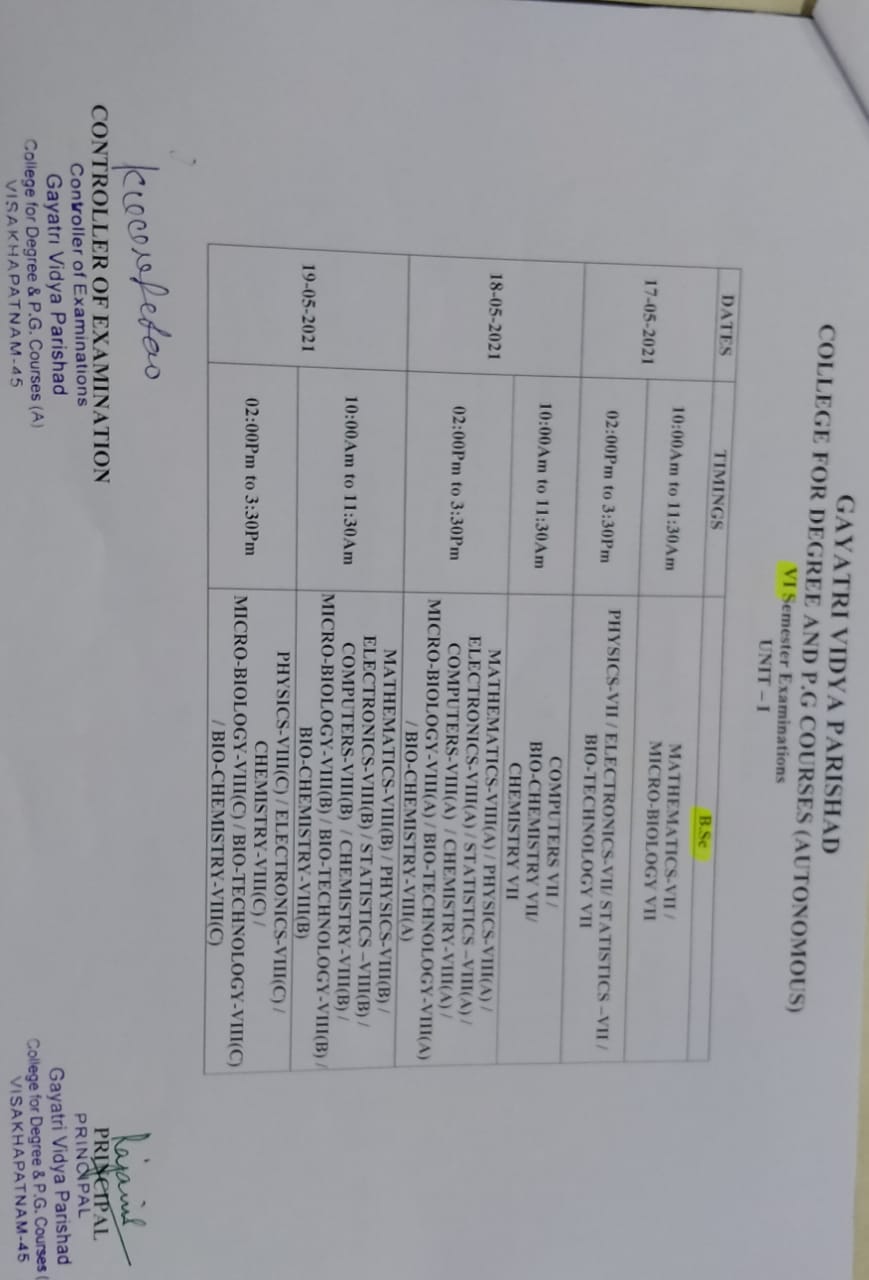 GAYATRI VIDYA PARISHAD
COLLEGE FOR DEGREE AND P.G COURSES (AUTONOMOUS)
VI Semester Examinations
UNIT – I
DATES TIMINGS B.Sc
17-05-2021
10:00Am to 11:30Am
MATHEMATICS-VII /
MICRO-BIOLOGY VII
02:00Pm to 3:30Pm
PHYSICS-VII / ELECTRONICS-VII/ STATISTICS –VII /
BIO-TECHNOLOGY VII
18-05-2021
10:00Am to 11:30Am
COMPUTERS VII /
BIO-CHEMISTRY VII/
CHEMISTRY VII
02:00Pm to 3:30Pm
MATHEMATICS-VIII(A) / PHYSICS-VIII(A) /
ELECTRONICS-VIII(A) / STATISTICS –VIII(A) /
COMPUTERS-VIII(A) / CHEMISTRY-VIII(A) /
MICRO-BIOLOGY-VIII(A) / BIO-TECHNOLOGY-VIII(A)
/ BIO-CHEMISTRY-VIII(A)
19-05-2021
10:00Am to 11:30Am
MATHEMATICS-VIII(B) / PHYSICS-VIII(B) /
ELECTRONICS-VIII(B) / STATISTICS –VIII(B) /
COMPUTERS-VIII(B) / CHEMISTRY-VIII(B) /
MICRO-BIOLOGY-VIII(B) / BIO-TECHNOLOGY-VIII(B) /
BIO-CHEMISTRY-VIII(B)
02:00Pm to 3:30Pm
PHYSICS-VIII(C) / ELECTRONICS-VIII(C) /
CHEMISTRY-VIII(C) /
MICRO-BIOLOGY-VIII(C) / BIO-TECHNOLOGY-VIII(C)
/ BIO-CHEMISTRY-VIII(C)
CONTROLLER OF EXAMINATION
Controller of Examinations
Gayatri Vidya Parishad
College for Degree & P.G. Courses (A)
VISAKHAPATNAM-45
PRINCIPAL
PRINCIPAL
Gayatri Vidya Parishad
College for Degree & P.G. Courses (
VISAKHAPATNAM-45